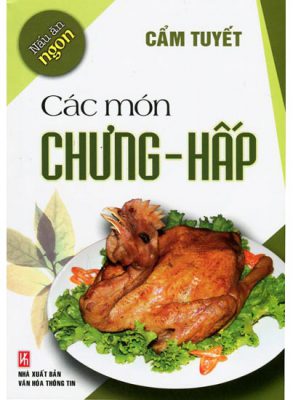 Nấu ăn
ngon
CẨM TUYẾT
Các món
CHƯNG-HẤP
NHÀ XUẤT BẢN
VĂN HÓA THÔNG TIN